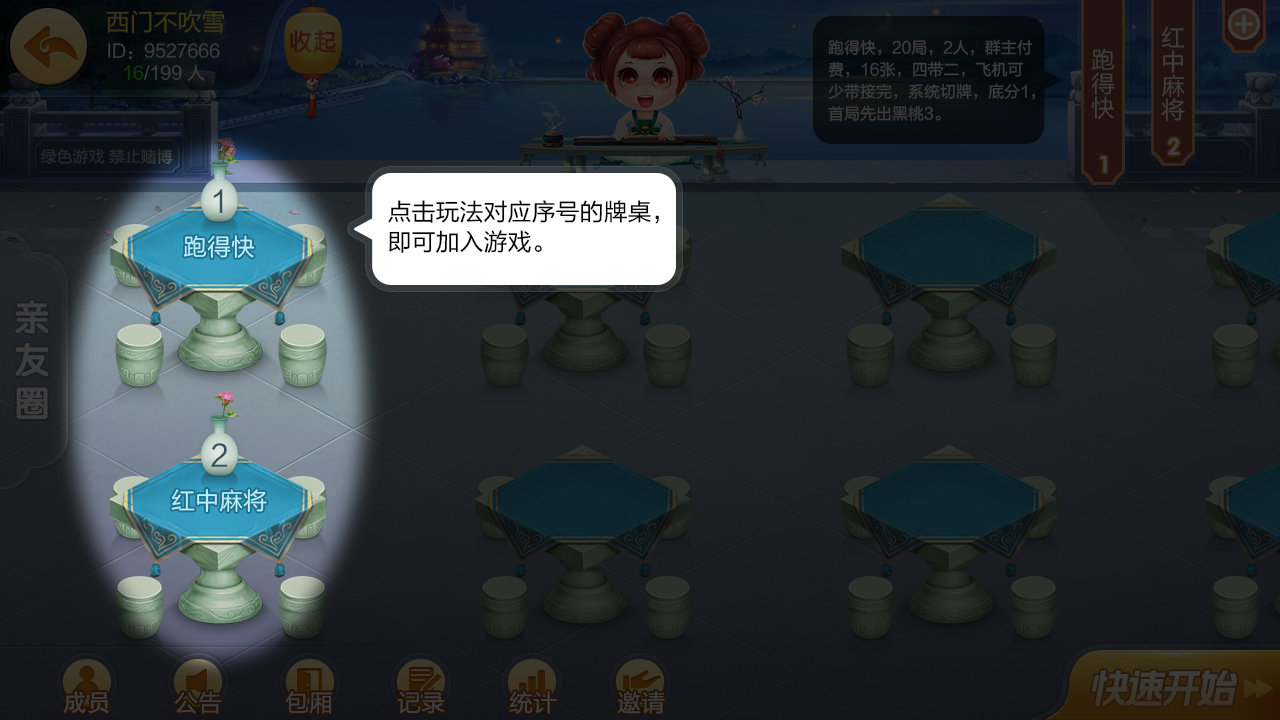 西门不吹雪
ID：9527666
16/199 人
收起
绿色游戏 禁止赌博
跑得快，20局，2人，群主付
费，16张，四带二，飞机可
少带接完，系统切牌，底分1，
首局先出黑桃3。
跑得快
1
红中麻将
2
点击玩法对应序号的牌桌，
即可加入游戏。
1
跑得快
2
红中麻将
亲友圈
成员
公告
包厢
记录
统计
邀请
快速开始